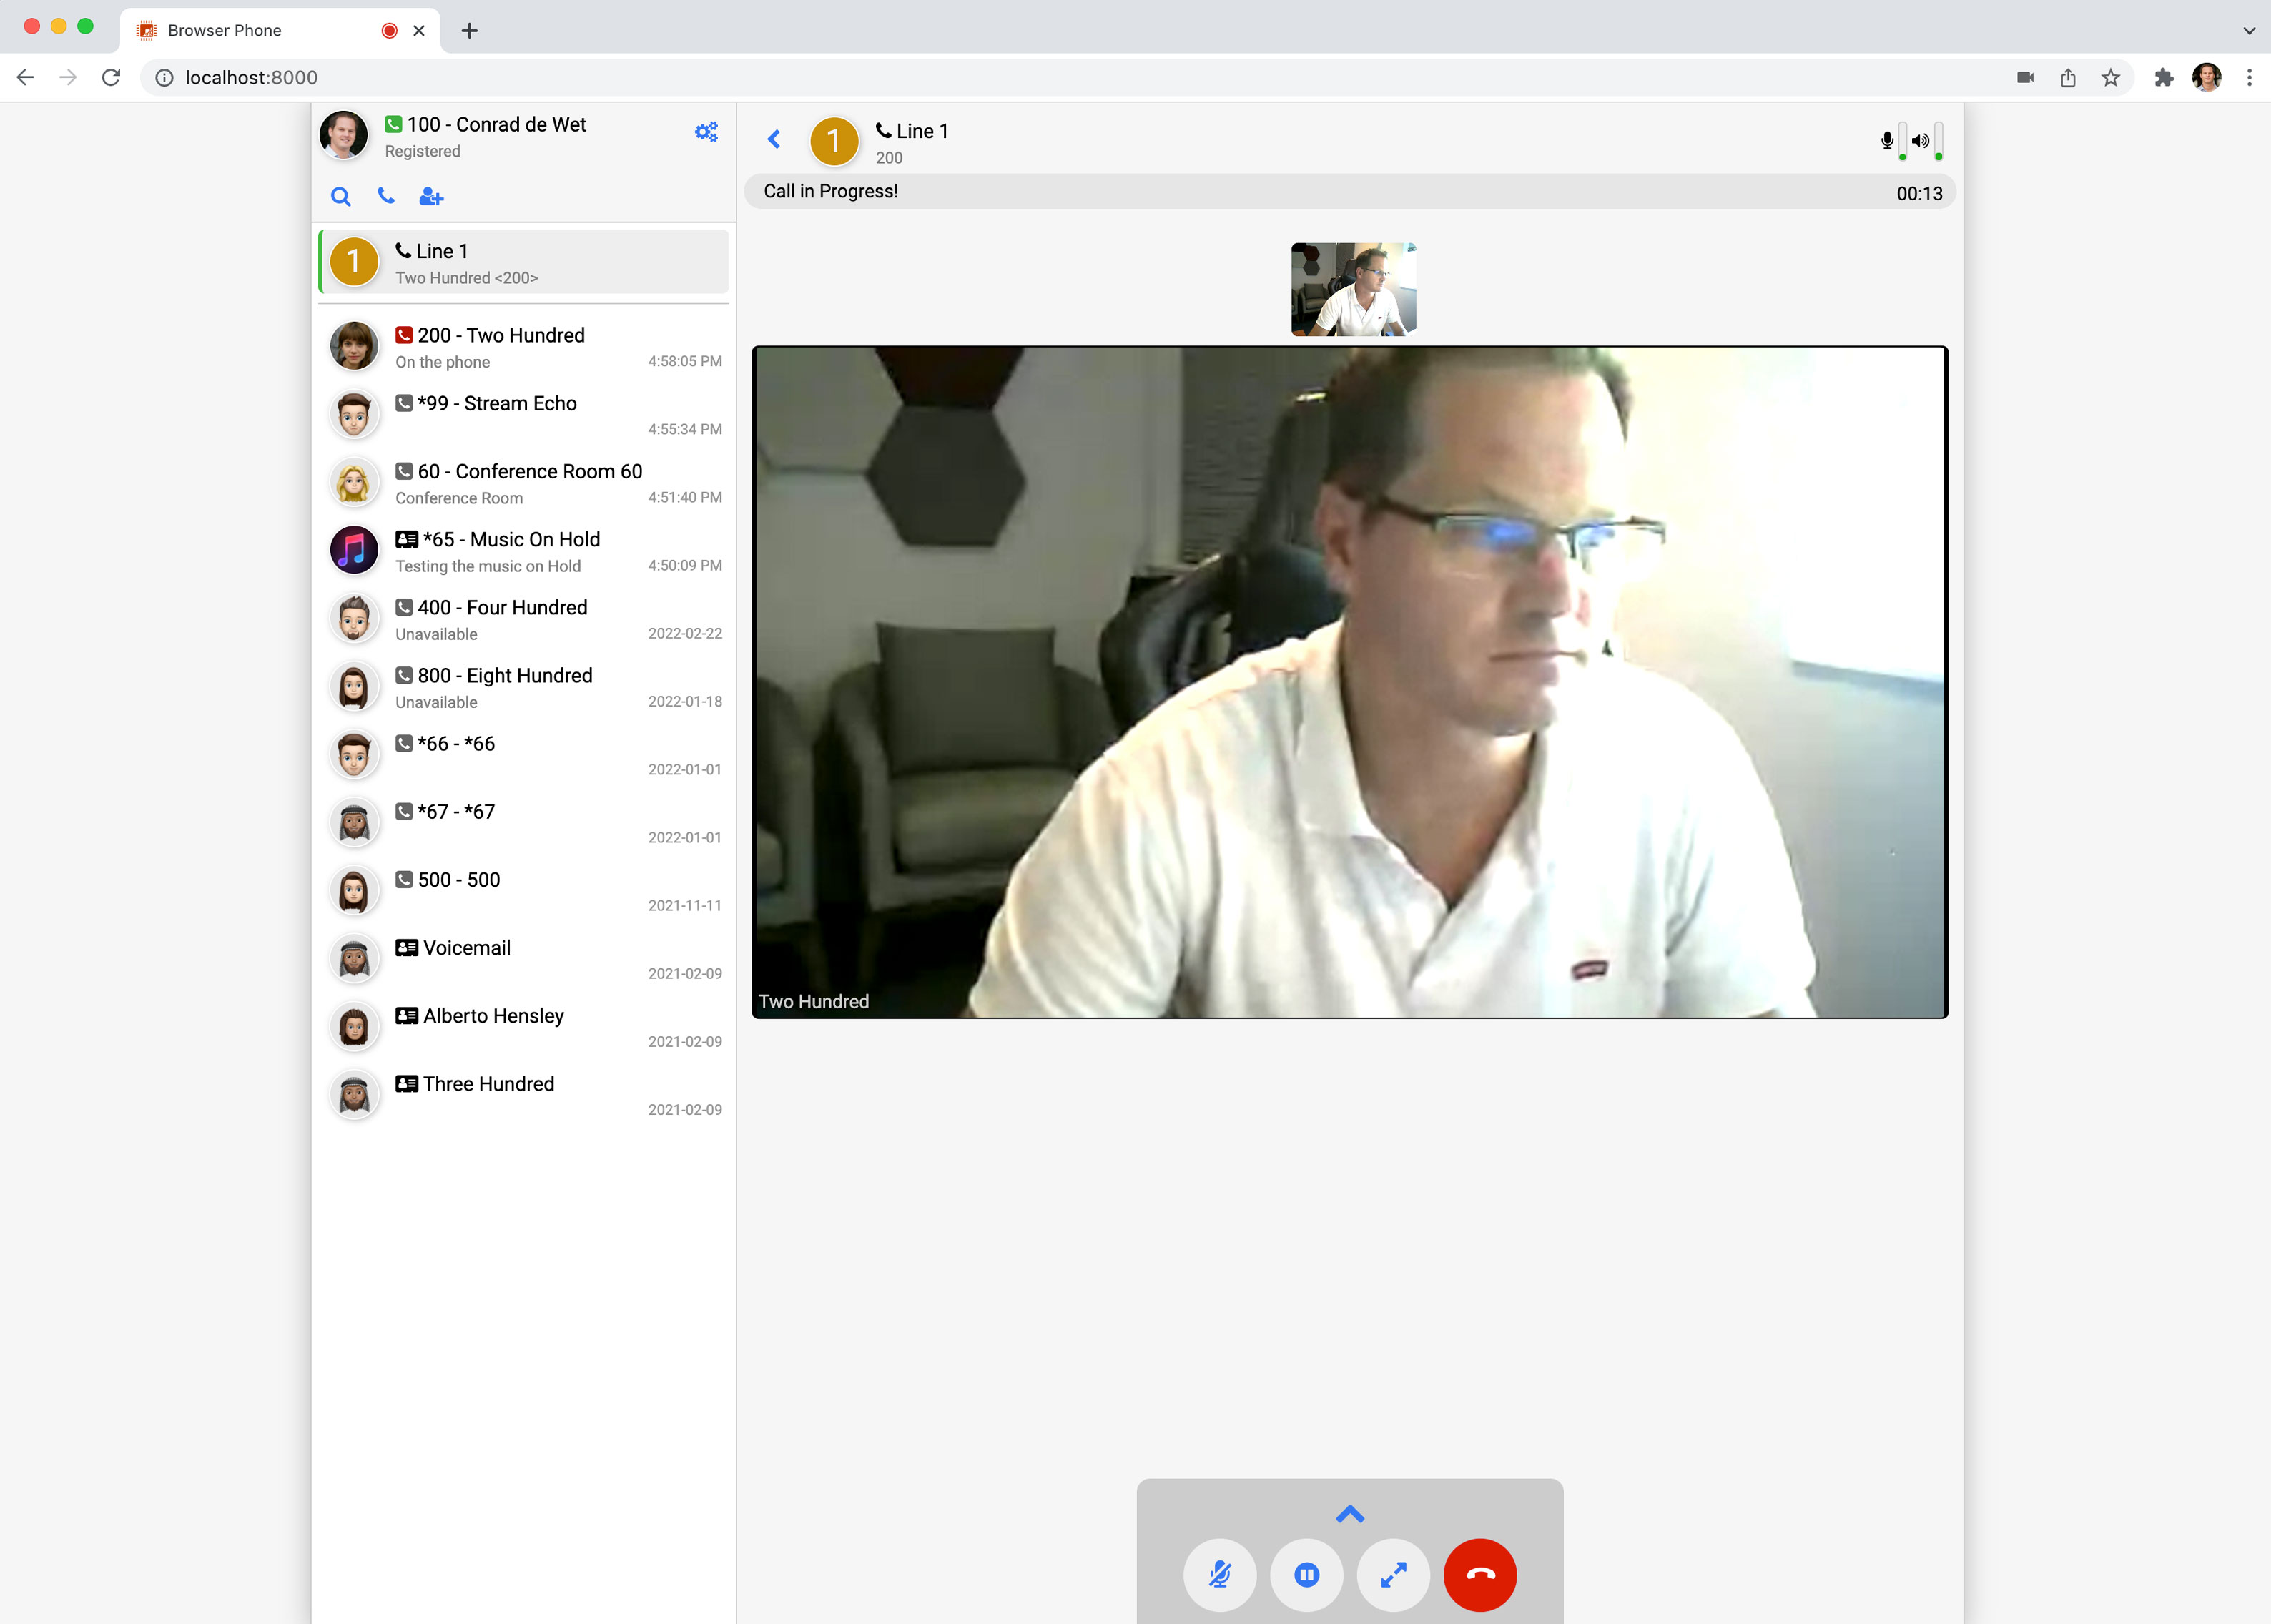 Browser Phone
localhost:8000
100 - Conrad de Wet
Registered
1
Line 1
Two Hundred <200>
200 - Two Hundred
On the phone
4:58:05 PM
*99 - Stream Echo
4:55:34 PM
60 - Conference Room 60
Conference Room
4:51:40 PM
*65 - Music On Hold
Testing the music on Hold
4:50:09 PM
400 - Four Hundred
Unavailable
2022-02-22
800 - Eight Hundred
Unavailable
2022-01-18
*66 - *66
2022-01-01
*67 - *67
2022-01-01
500 - 500
2021-11-11
Voicemail
2021-02-09
Alberto Hensley
2021-02-09
Three Hundred
2021-02-09
1
Line 1
200
Call in Progress!
00:13
Two Hundred